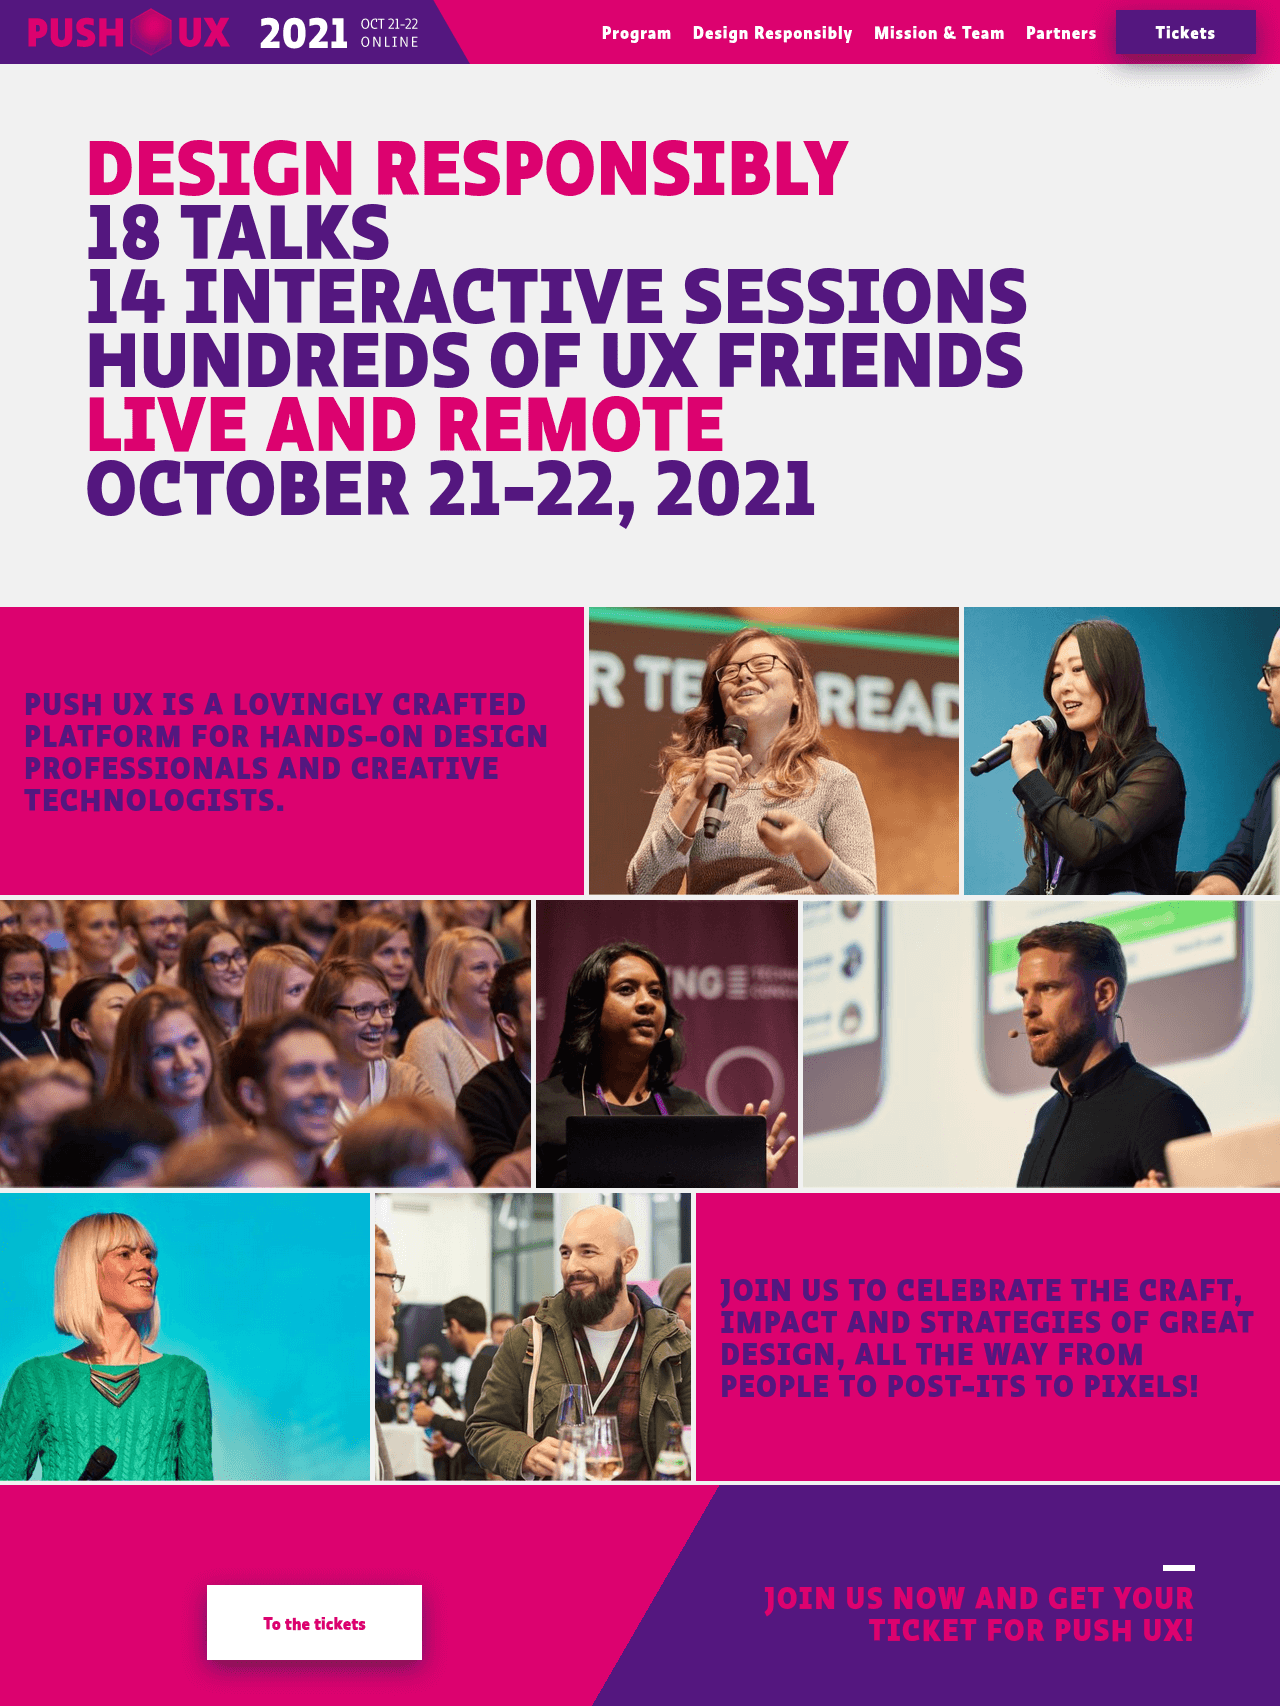 PUSH UX 2021 OCT 21-22
ONLINE
Program Design Responsibly Mission & Team Partners Tickets
DESIGN RESPONSIBLY
18 TALKS
14 INTERACTIVE SESSIONS
HUNDREDS OF UX FRIENDS
LIVE AND REMOTE
OCTOBER 21-22, 2021
PUSH UX IS A LOVINGLY CRAFTED
PLATFORM FOR HANDS-ON DESIGN
PROFESSIONALS AND CREATIVE
TECHNOLOGISTS.
JOIN US TO CELEBRATE THE CRAFT,
IMPACT AND STRATEGIES OF GREAT
DESIGN, ALL THE WAY FROM
PEOPLE TO POST-ITS TO PIXELS!
To the tickets
JOIN US NOW AND GET YOUR
TICKET FOR PUSH UX!